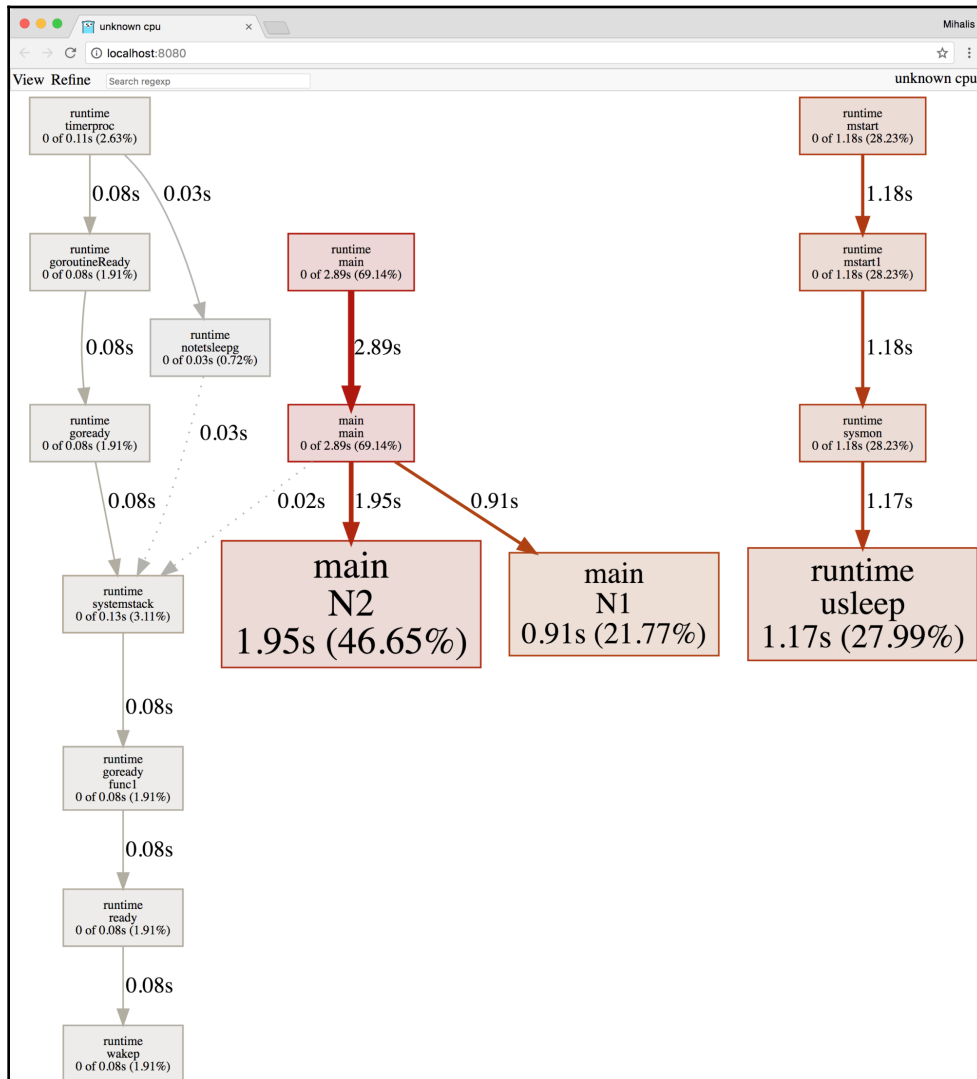 unknown cpu
Mihalis
localhost:8080
View Refine Search regexp unknown cpu
runtime
timerproc
0 of 0.11s (2.63%)
runtime
mstart
0 of 1.18s (28.23%)
0.08s
0.03s
1.18s
runtime
goroutineReady
0 of 0.08s (1.91%)
runtime
main
0 of 2.89s (69.14%)
runtime
mstart1
0 of 1.18s (28.23%)
runtime
notetsleepg
0 of 0.03s (0.72%)
0.08s
2.89s
1.18s
runtime
goready
0 of 0.08s (1.91%)
0.03s
main
main
0 of 2.89s (69.14%)
runtime
sysmon
0 of 1.18s (28.23%)
0.08s
0.02s
1.95s
0.91s
1.17s
main
N2
1.95s (46.65%)
main
N1
0.91s (21.77%)
runtime
usleep
1.17s (27.99%)
runtime
systemstack
0 of 0.13s (3.11%)
0.08s
runtime
goready
func1
0 of 0.08s (1.91%)
0.08s
runtime
ready
0 of 0.08s (1.91%)
0.08s
runtime
wakep
0 of 0.08s (1.91%)